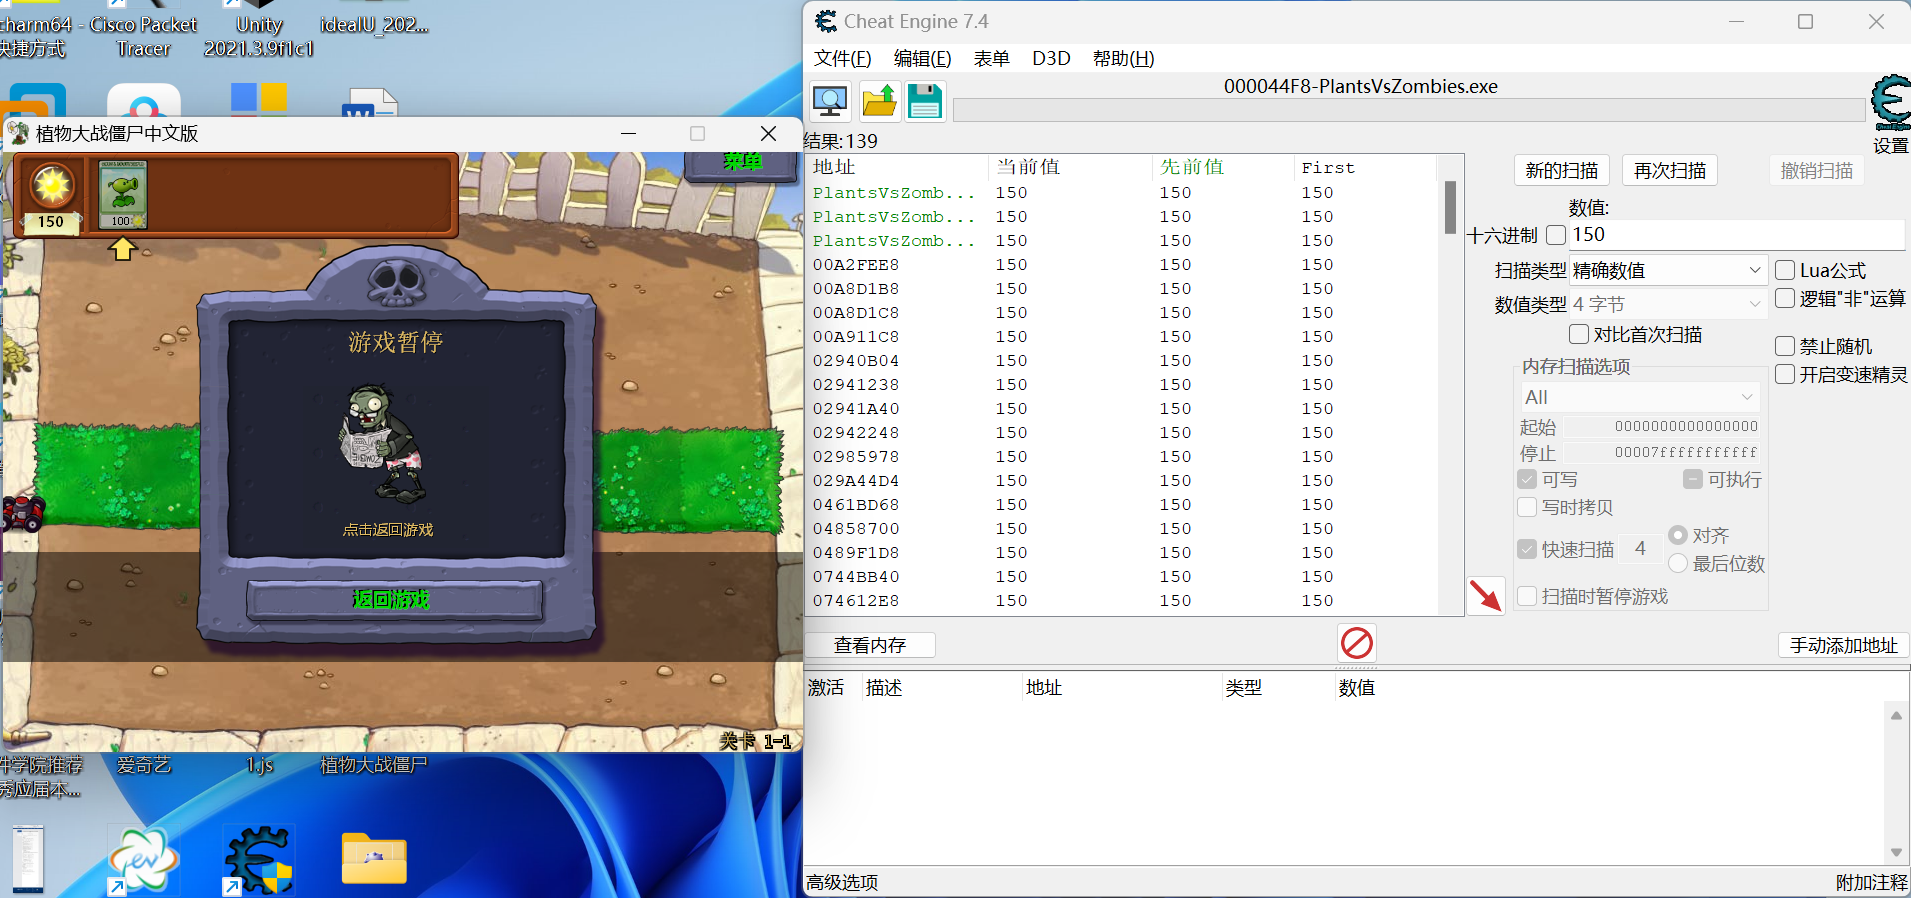 charm64 -
快捷方式
Cisco Packet
Tracer
Unity
2021.3.9f1c1
idealU_202...
植物大战僵尸中文版
菜单
150
100
游戏暂停
点击返回游戏
返回游戏
关卡 1-1
件学院推荐
秀应届本...
爱奇艺
1.js
植物大战僵尸
ev
Cheat Engine 7.4
文件(F) 编辑(E) 表单 D3D 帮助(H)
000044F8-PlantsVsZombies.exe
设置
结果:139
地址 当前值 先前值 First
PlantsVsZomb... 150 150 150
PlantsVsZomb... 150 150 150
PlantsVsZomb... 150 150 150
00A2FEE8 150 150 150
00A8D1B8 150 150 150
00A8D1C8 150 150 150
00A911C8 150 150 150
02940B04 150 150 150
02941238 150 150 150
02941A40 150 150 150
02942248 150 150 150
02985978 150 150 150
029A44D4 150 150 150
0461BD68 150 150 150
04858700 150 150 150
0489F1D8 150 150 150
0744BB40 150 150 150
074612E8 150 150 150
新的扫描 再次扫描 撤销扫描
数值:
十六进制 150
扫描类型 精确数值 Lua公式
数值类型 4 字节 逻辑"非"运算
对比首次扫描
禁止随机
内存扫描选项
开启变速精灵
All
起始 0000000000000000
停止 00007fffffffffff
可写 可执行
写时拷贝
快速扫描 4 对齐
最后位数
扫描时暂停游戏
查看内存 手动添加地址
激活 描述 地址 类型 数值
高级选项 附加注释